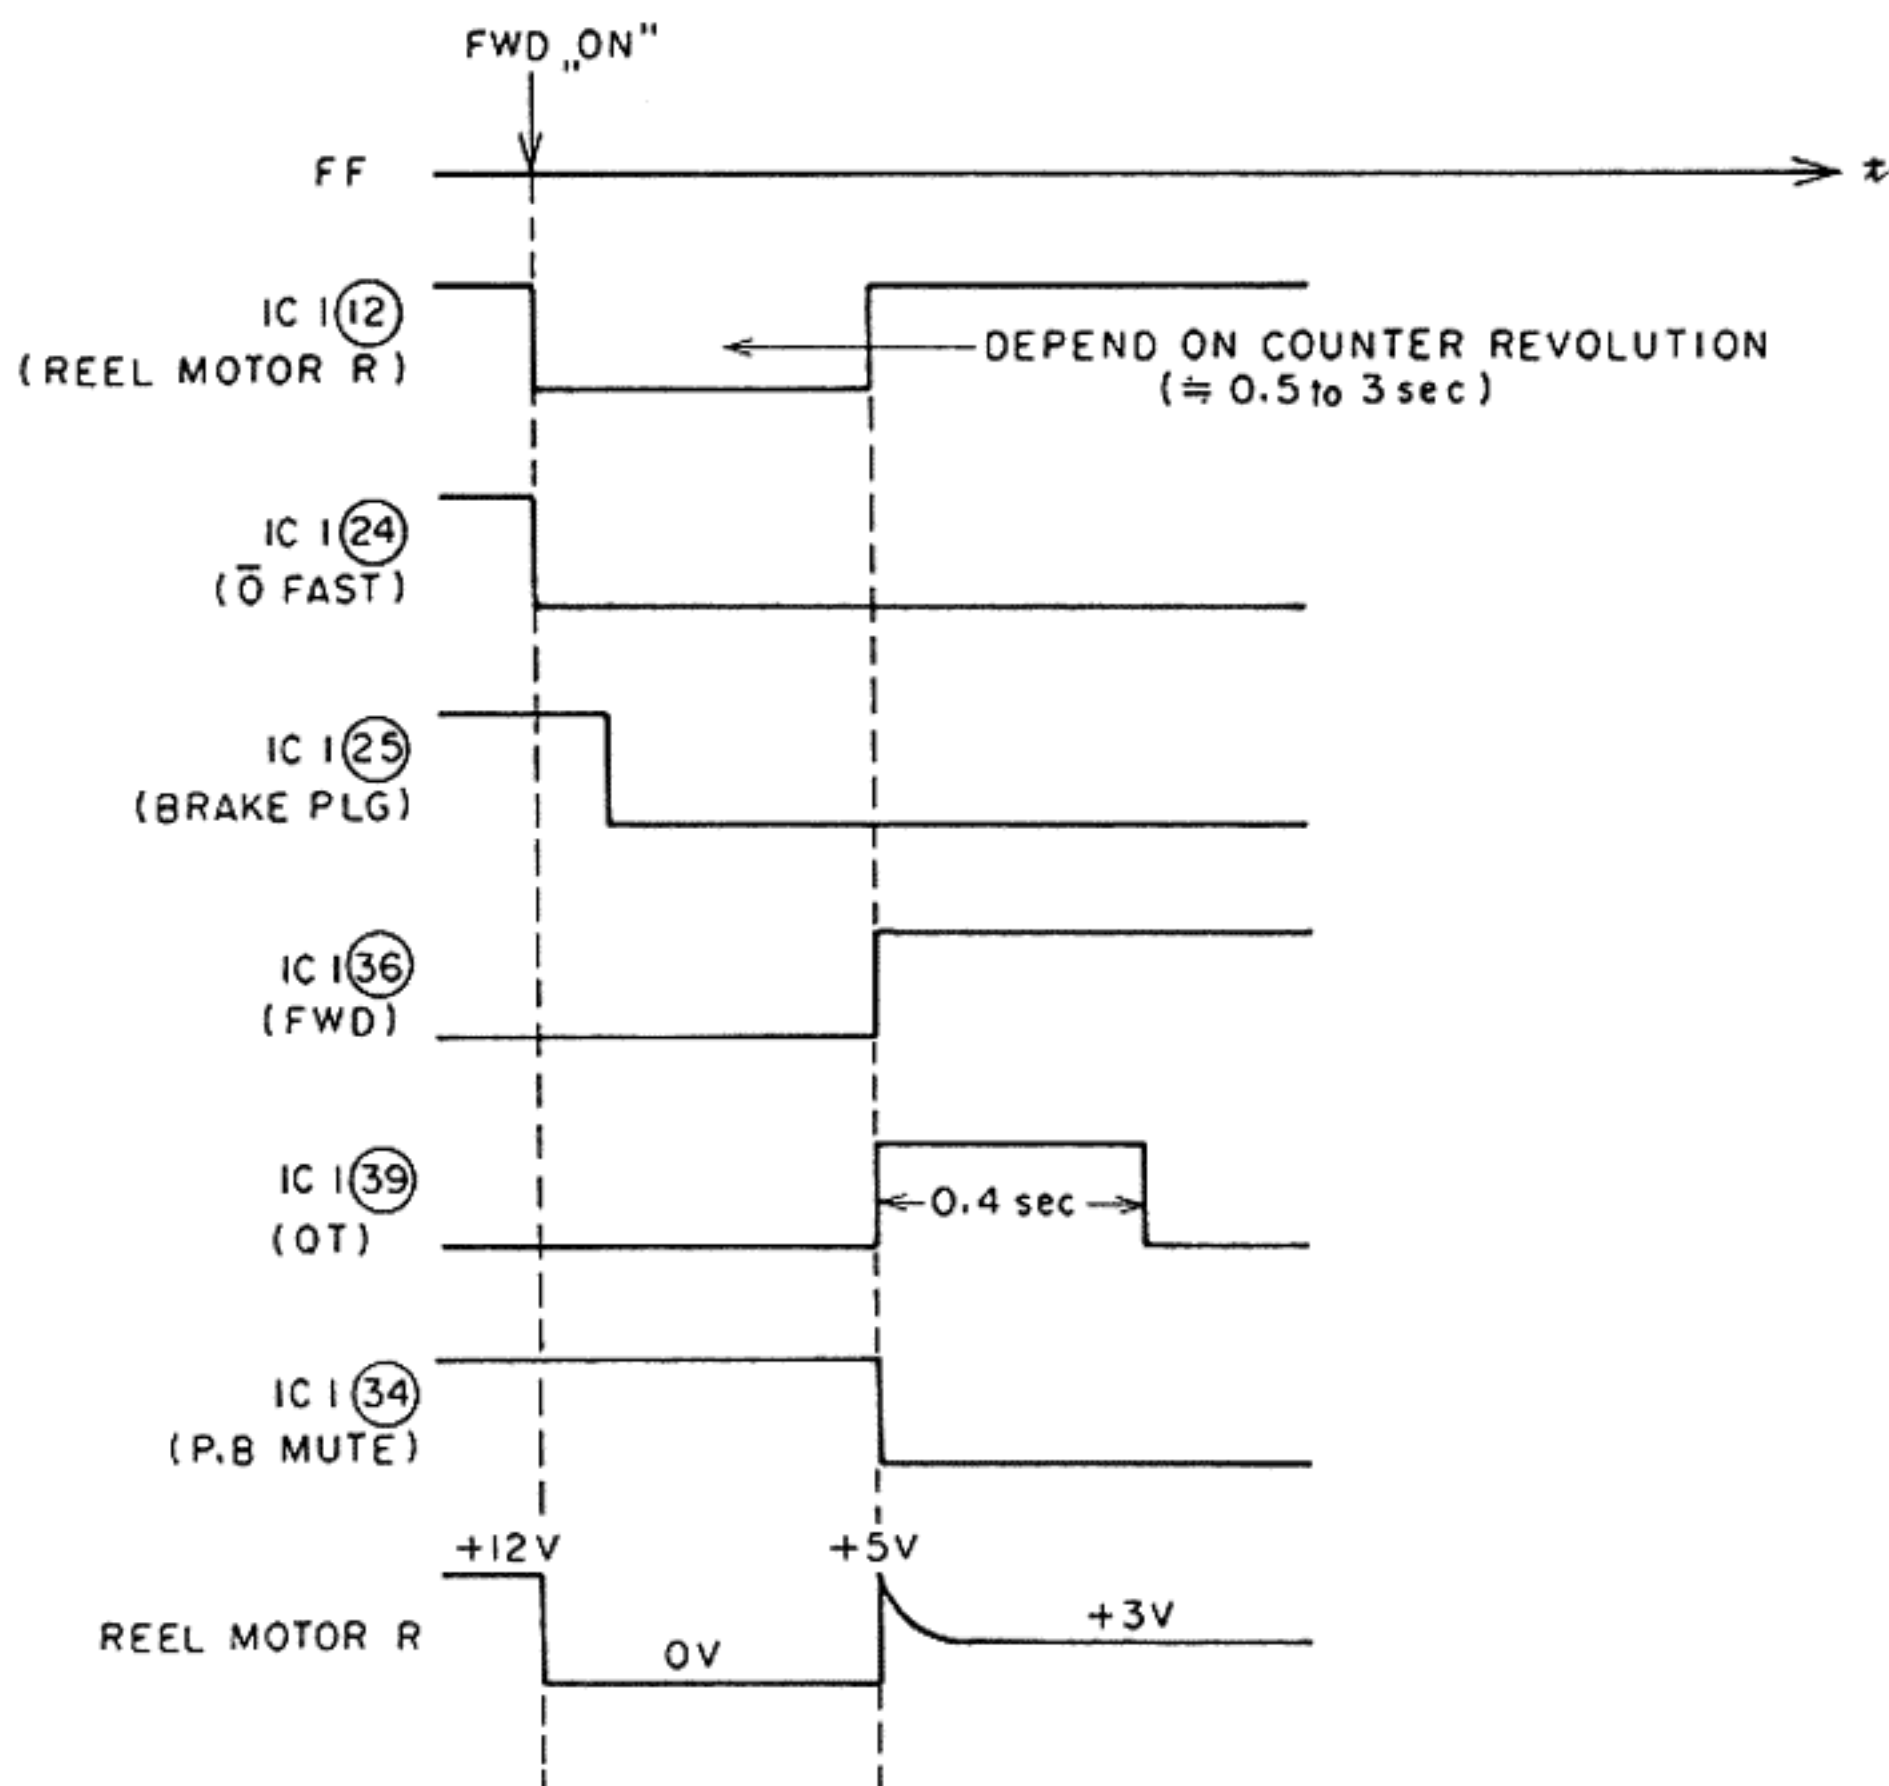 FWD „ON"
FF
t
IC 1 12
(REEL MOTOR R)
DEPEND ON COUNTER REVOLUTION
(≒ 0.5 to 3 sec)
IC 1 24
(Ō FAST)
IC 1 25
(BRAKE PLG)
IC 1 36
(FWD)
IC 1 39
(QT)
0.4 sec
IC 1 34
(P.B MUTE)
+12V
+5V
REEL MOTOR R
0V
+3V